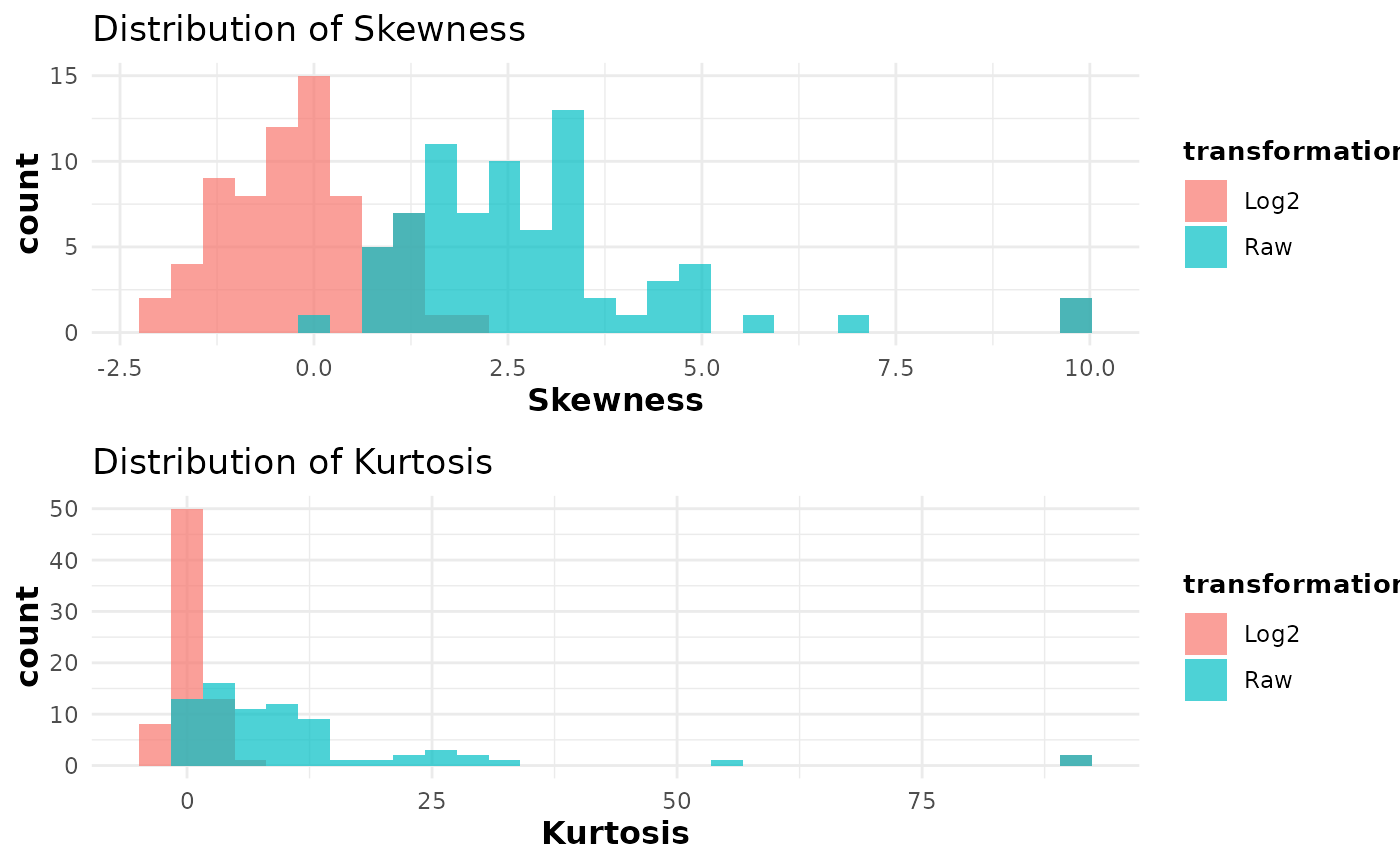 Distribution of Skewness
15
10
5
0
count
-2.5 0.0 2.5 5.0 7.5 10.0
Skewness
transformation
Log2
Raw
Distribution of Kurtosis
50
40
30
20
10
0
count
0 25 50 75
Kurtosis
transformation
Log2
Raw